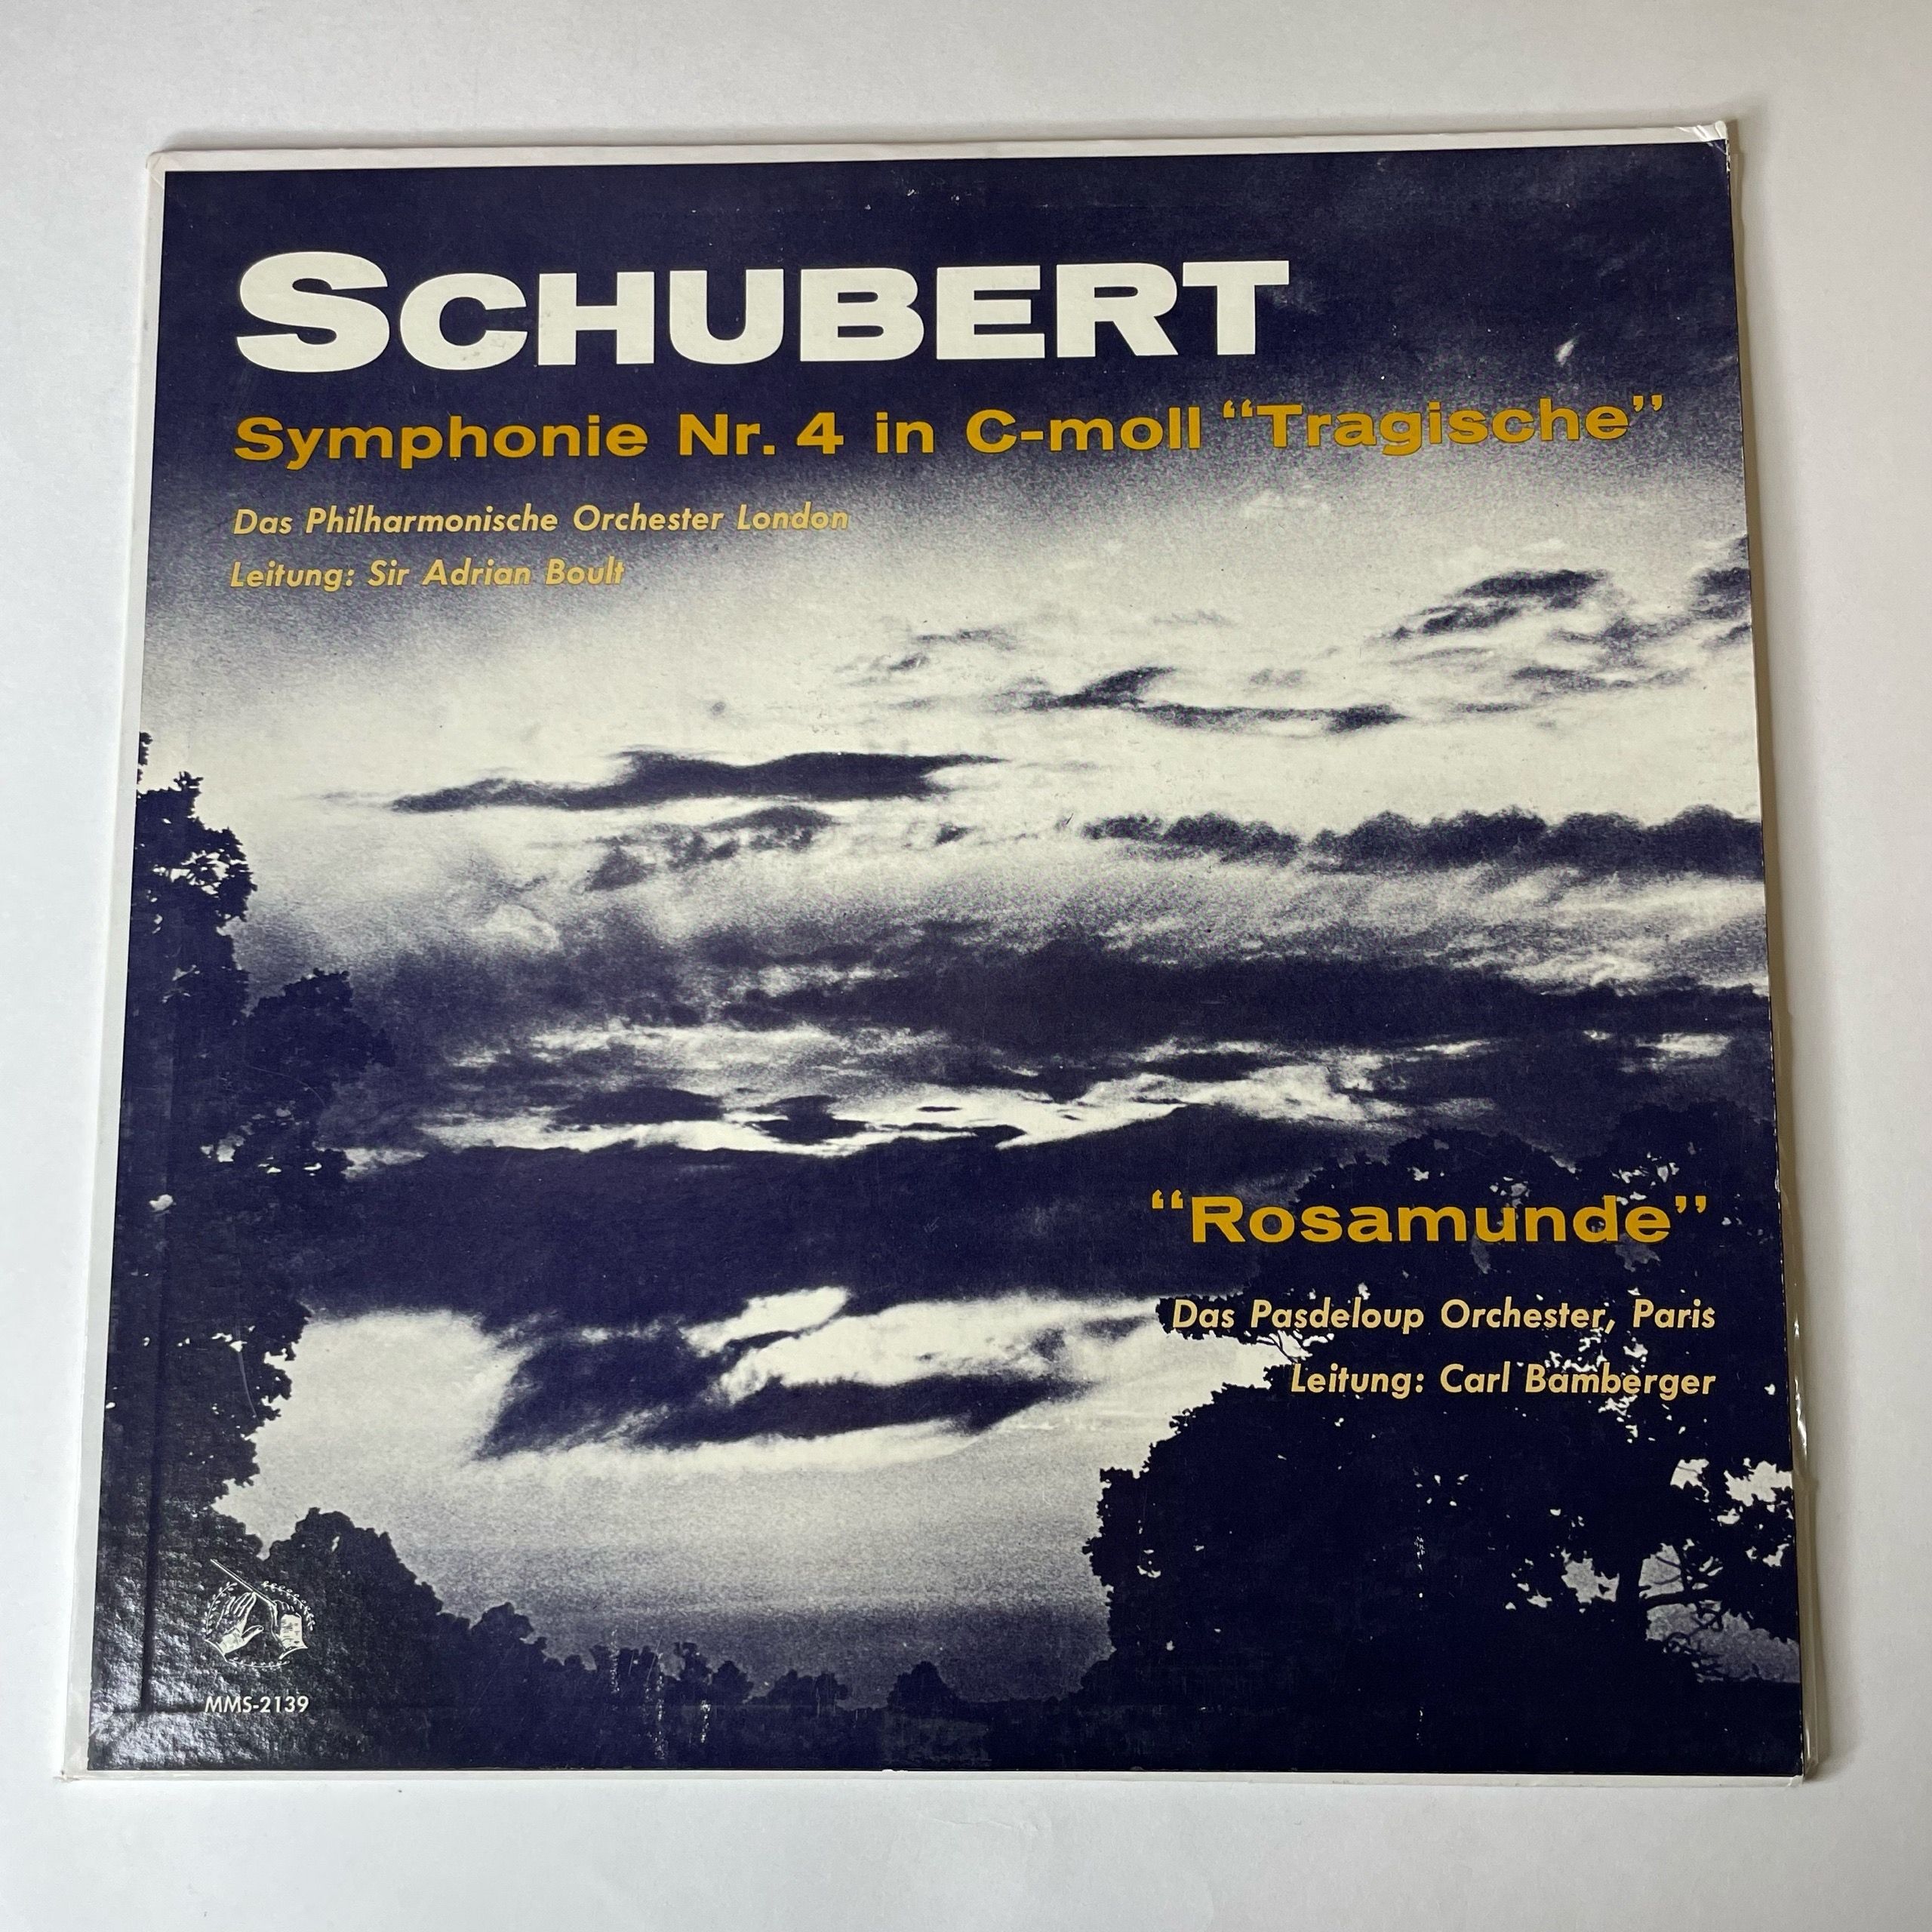 SCHUBERT
Symphonie Nr. 4 in C-moll “Tragische”
Das Philharmonische Orchester London
Leitung: Sir Adrian Boult
“Rosamunde”
Das Pasdeloup Orchester, Paris
Leitung: Carl Bamberger
MMS-2139